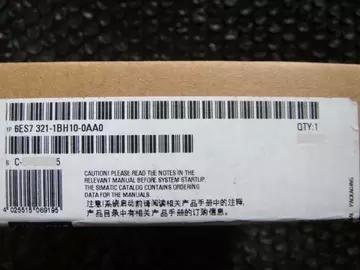 1P 6ES7 321-1BH10-0AA0
QTY:1
S C- 5
CAUTION! PLEASE READ THE NOTES IN THE
RELEVANT MANUAL BEFORE SYSTEM STARTUP.
THE SIMATIC CATALOG CONTAINS ORDERING
DATA FOR THE MANUALS.
注意!系统启动前请阅读相关产品手册中的注释,
产品目录中有相关产品手册的订购信息.
4 025515 069195
PACKAGING